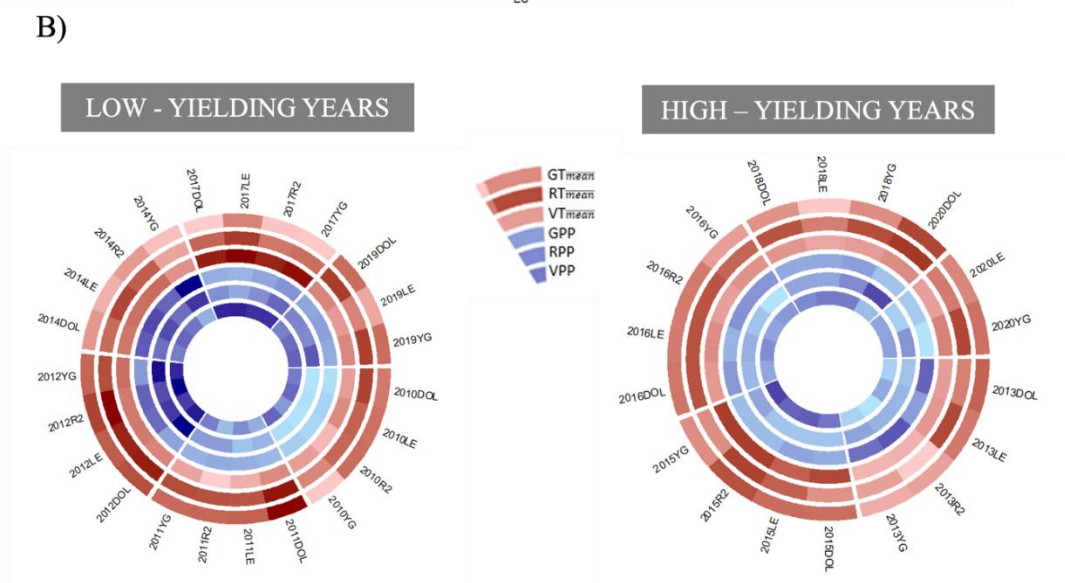 B)
LOW - YIELDING YEARS
HIGH – YIELDING YEARS
2017DOL
2017LE
2017R2
2017YG
2019DOL
2019LE
2019YG
2010DOL
2010LE
2010R2
2010YG
2011DOL
2011LE
2011R2
2011YG
2012DOL
2012LE
2012R2
2012YG
2014DOL
2014LE
2014R2
2014YG
GTmean
RTmean
VTmean
GPP
RPP
VPP
2018DOL
2018LE
2018YG
2020DOL
2020LE
2020YG
2013DOL
2013LE
2013R2
2013YG
2015DOL
2015LE
2015R2
2015YG
2016DOL
2016LE
2016R2
2016YG